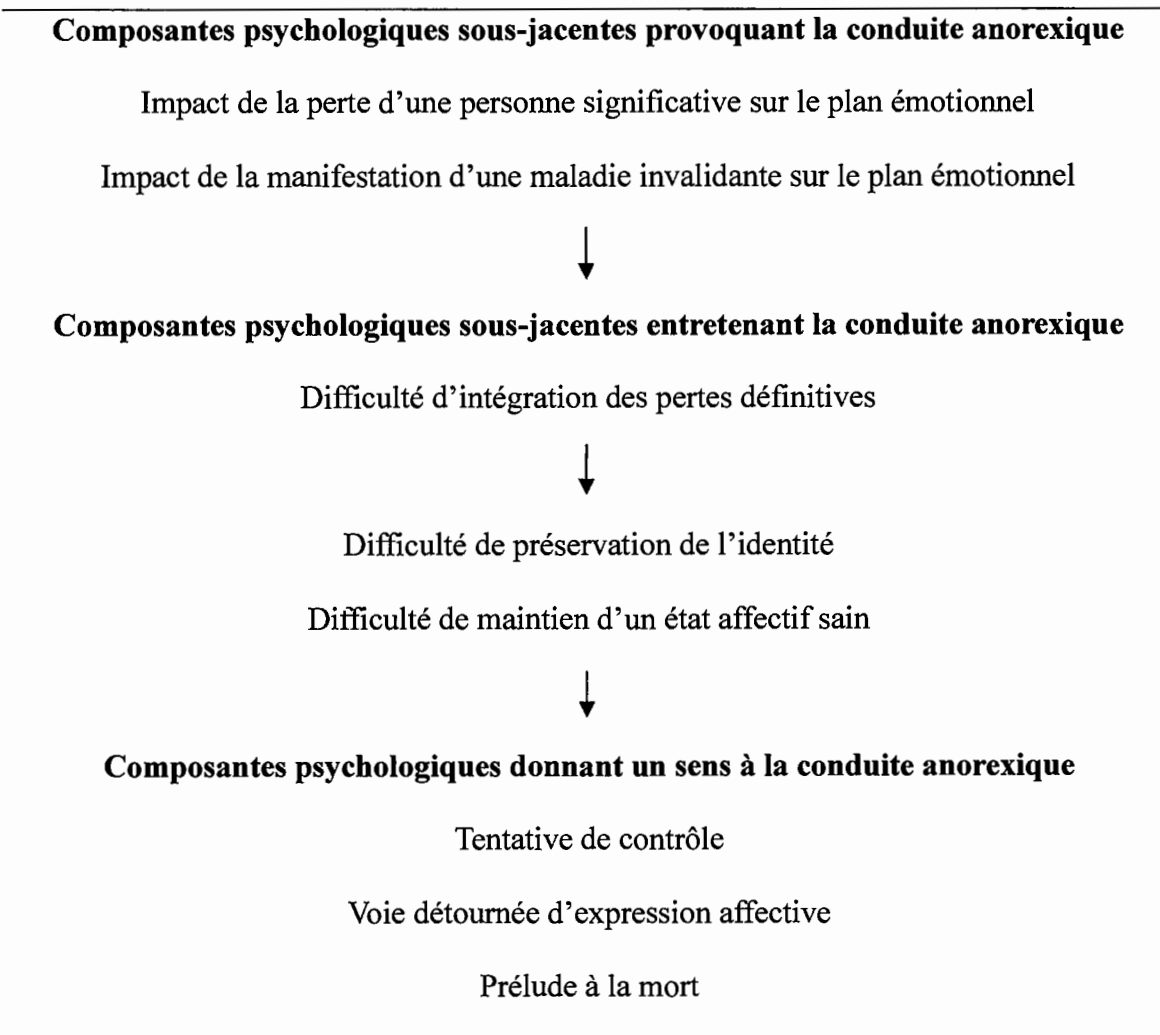 Composantes psychologiques sous-jacentes provoquant la conduite anorexique
Impact de la perte d'une personne significative sur le plan émotionnel
Impact de la manifestation d'une maladie invalidante sur le plan émotionnel
Composantes psychologiques sous-jacentes entretenant la conduite anorexique
Difficulté d'intégration des pertes définitives
Difficulté de préservation de l'identité
Difficulté de maintien d'un état affectif sain
Composantes psychologiques donnant un sens à la conduite anorexique
Tentative de contrôle
Voie détournée d'expression affective
Prélude à la mort